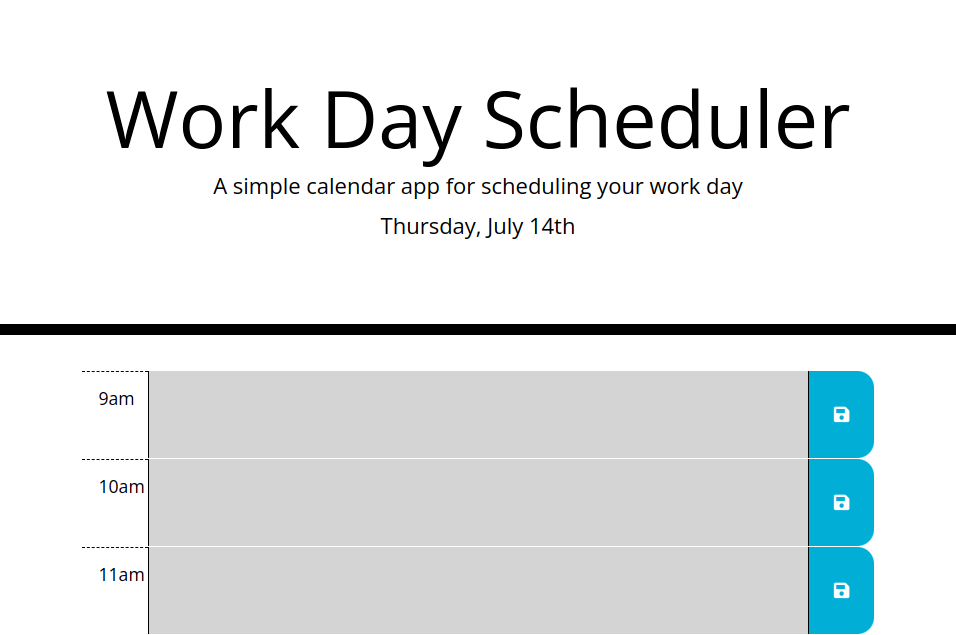 Work Day Scheduler
A simple calendar app for scheduling your work day
Thursday, July 14th
9am
10am
11am